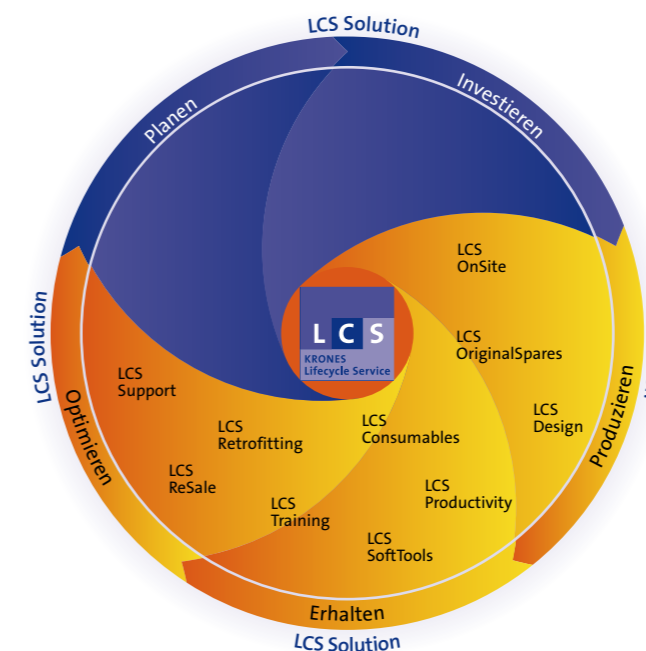 LCS Solution
Planen
Investieren
LCS
OnSite
LCS Solution
LCS
KRONES
Lifecycle Service
LCS
OriginalSpares
LCS
Support
LCS
Design
Produzieren
Optimieren
LCS
Retrofitting
LCS
Consumables
LCS
ReSale
LCS
Productivity
LCS
Training
LCS
SoftTools
Erhalten
LCS Solution